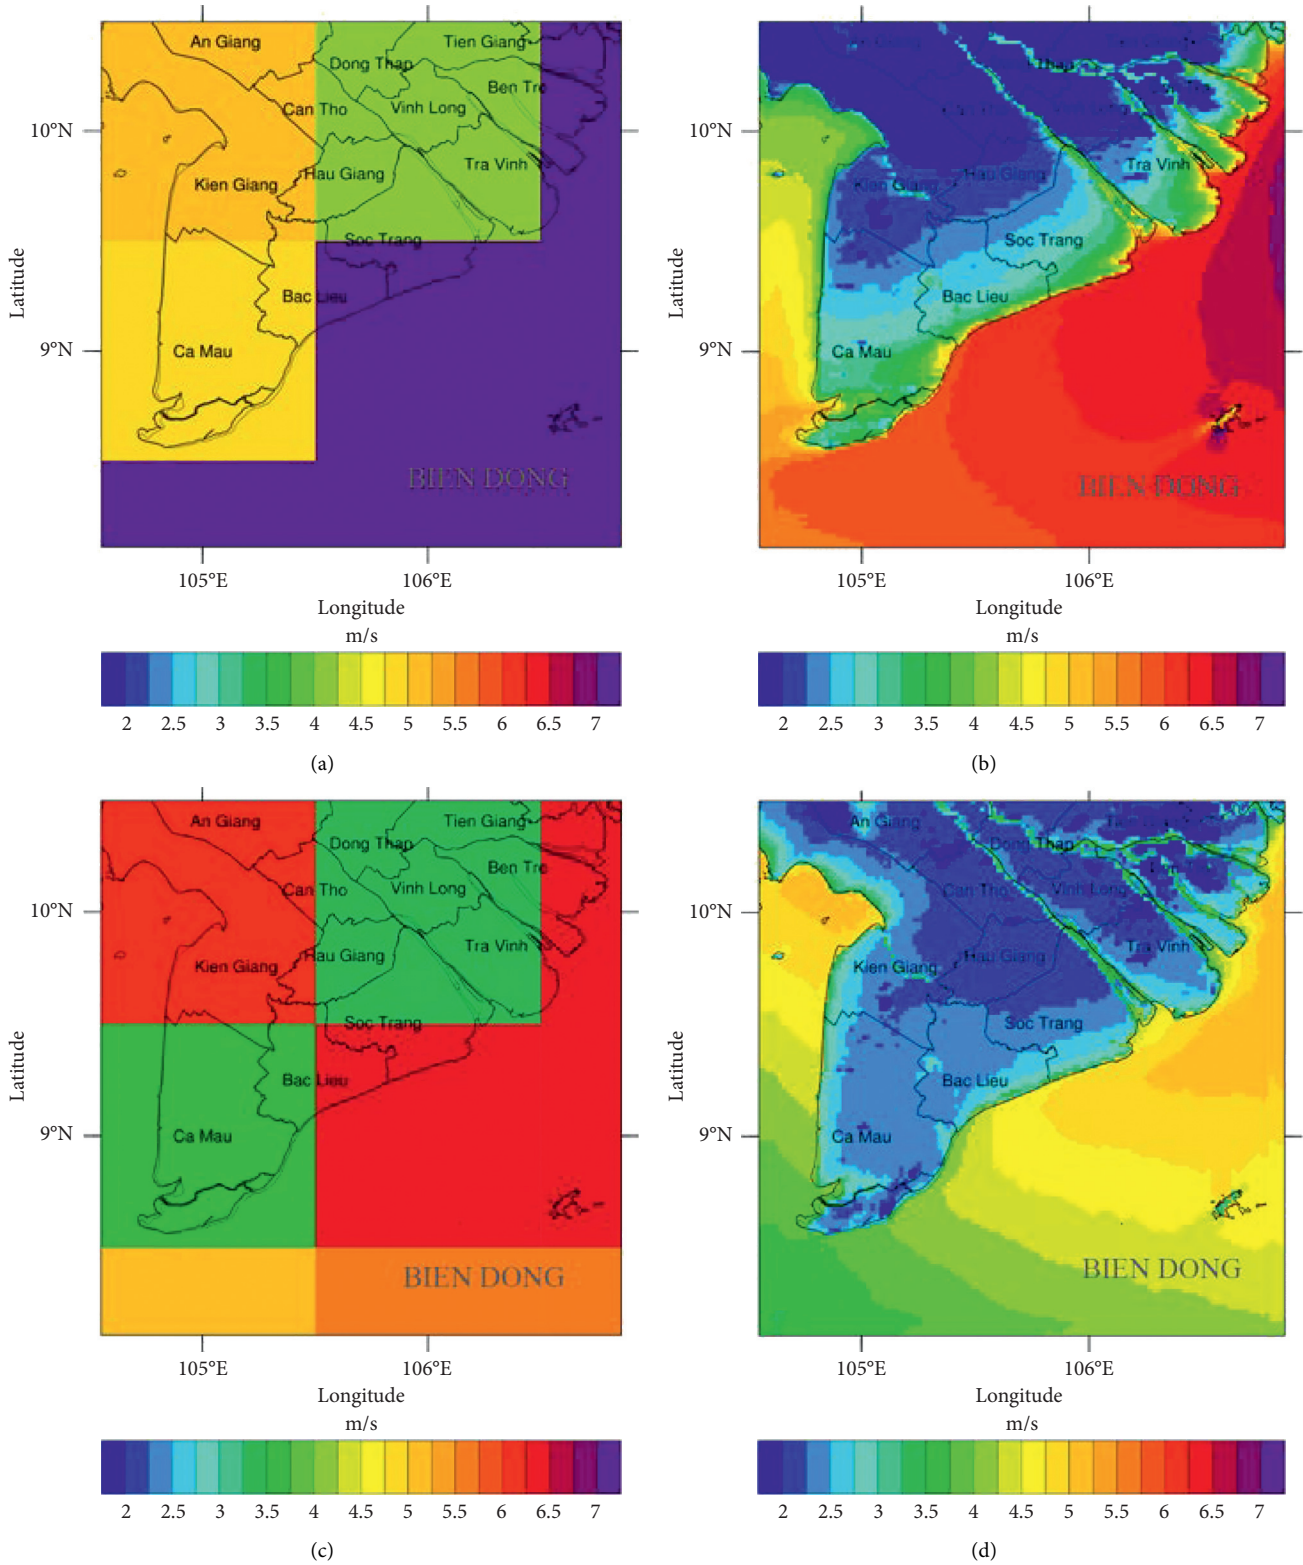 An Giang
Tien Giang
Dong Thap
Ben Tre
Can Tho
Vinh Long
10°N
Tra Vinh
Hau Giang
Kien Giang
Soc Trang
Latitude
Bac Lieu
9°N
Ca Mau
BIEN DONG
105°E
106°E
Longitude
m/s
2 2.5 3 3.5 4 4.5 5 5.5 6 6.5 7
(a)
An Giang
Tien Giang
Thap
Can Tho
Vinh Long
10°N
Tra Vinh
Hau Giang
Kien Giang
Soc Trang
Latitude
Bac Lieu
9°N
Ca Mau
BIEN DONG
105°E
106°E
Longitude
m/s
2 2.5 3 3.5 4 4.5 5 5.5 6 6.5 7
(b)
An Giang
Tien Giang
Dong Thap
Ben Tre
Can Tho
Vinh Long
10°N
Tra Vinh
Hau Giang
Kien Giang
Soc Trang
Latitude
Bac Lieu
9°N
Ca Mau
BIEN DONG
105°E
106°E
Longitude
m/s
2 2.5 3 3.5 4 4.5 5 5.5 6 6.5 7
(c)
An Giang
Dong Thap
Can Tho
Vinh Long
10°N
Tra Vinh
Hau Giang
Kien Giang
Soc Trang
Latitude
Bac Lieu
9°N
Ca Mau
BIEN DONG
105°E
106°E
Longitude
m/s
2 2.5 3 3.5 4 4.5 5 5.5 6 6.5 7
(d)